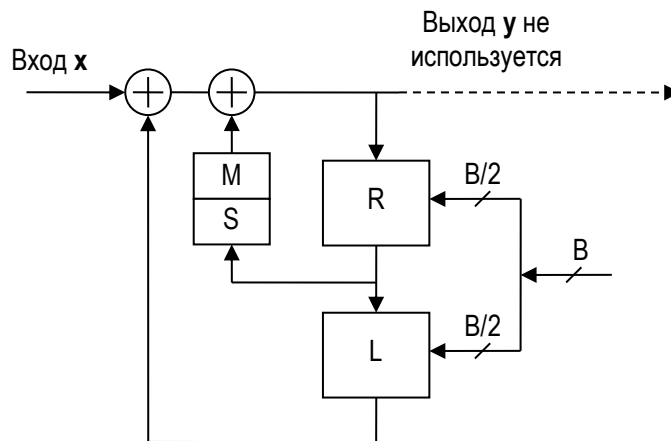 Выход y не
используется
Вход x
M
S
R
B/2
B
B/2
L